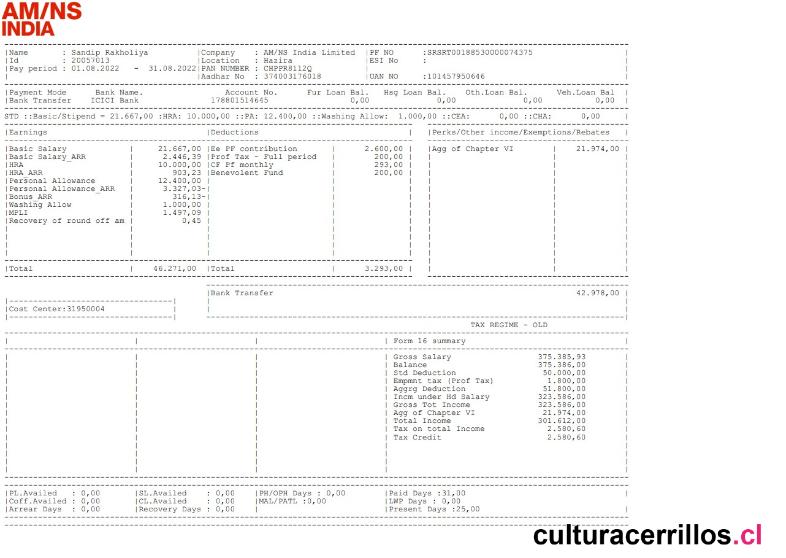 AM/NS
INDIA
Name : Sandip Rakholiya Company : AM/NS India Limited PF NO :SRSRT00188530000074375
Id : 20057013 Location : Hazira ESI No :
Pay period : 01.08.2022 - 31.08.2022 PAN NUMBER : CHPPR8112Q
Aadhar No : 374003176018 UAN NO :101457950646
Payment Mode Bank Name. Account No. Fur Loan Bal. Hsg Loan Bal. Oth.Loan Bal. Veh.Loan Bal
Bank Transfer ICICI Bank 178801514645 0,00 0,00 0,00 0,00
STD ::Basic/Stipend = 21.667,00 :HRA: 10.000,00 ::PA: 12.400,00 ::Washing Allow: 1.000,00 ::CEA: 0,00 ::CHA: 0,00
Earnings Deductions Perks/Other income/Exemptions/Rebates
Basic Salary 21.667,00 Ee PF contribution 2.600,00 Agg of Chapter VI 21.974,00
Basic Salary_ARR 2.446,39 Prof Tax - Full period 200,00
HRA 10.000,00 CF Pf monthly 293,00
HRA ARR 903,23 Benevolent Fund 200,00
Personal Allowance 12.400,00
Personal Allowance_ARR 3.327,03-
Bonus_ARR 316,13-
Washing Allow 1.000,00
MPLI 1.497,09
Recovery of round off am 0,45
Total 46.271,00 Total 3.293,00
Bank Transfer 42.978,00
Cost Center:31950004
TAX REGIME - OLD
Form 16 summary
Gross Salary 375.385,93
Balance 375.386,00
Std Deduction 50.000,00
Empmnt tax (Prof Tax) 1.800,00
Aggrg Deduction 51.800,00
Incm under Hd Salary 323.586,00
Gross Tot Income 323.586,00
Agg of Chapter VI 21.974,00
Total Income 301.612,00
Tax on total Income 2.580,60
Tax Credit 2.580,60
PL.Availed : 0,00 SL.Availed : 0,00 PH/OPH Days : 0,00 Paid Days :31,00
Coff.Availed : 0,00 CL.Availed : 0,00 MAL/PATL :0,00 LWP Days : 0,00
Arrear Days : 0,00 Recovery Days : 0,00 Present Days :25,00
culturacerrillos.cl